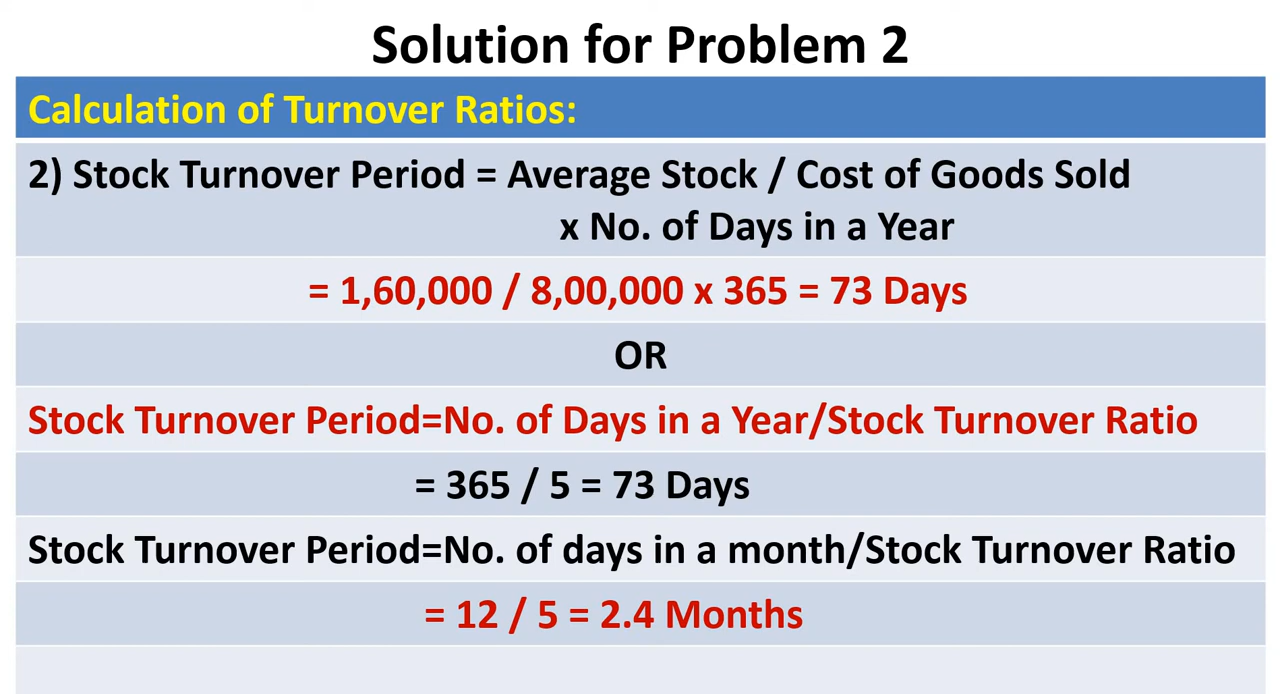 Solution for Problem 2
Calculation of Turnover Ratios:
2) Stock Turnover Period = Average Stock / Cost of Goods Sold
x No. of Days in a Year
= 1,60,000 / 8,00,000 x 365 = 73 Days
OR
Stock Turnover Period=No. of Days in a Year/Stock Turnover Ratio
= 365 / 5 = 73 Days
Stock Turnover Period=No. of days in a month/Stock Turnover Ratio
= 12 / 5 = 2.4 Months